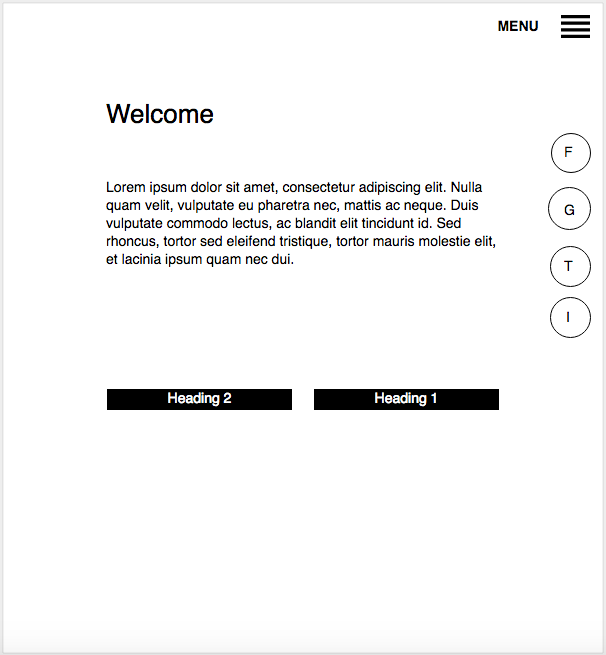 MENU
Welcome
F
Lorem ipsum dolor sit amet, consectetur adipiscing elit. Nulla
quam velit, vulputate eu pharetra nec, mattis ac neque. Duis
vulputate commodo lectus, ac blandit elit tincidunt id. Sed
rhoncus, tortor sed eleifend tristique, tortor mauris molestie elit,
et lacinia ipsum quam nec dui.
G
T
I
Heading 2
Heading 1